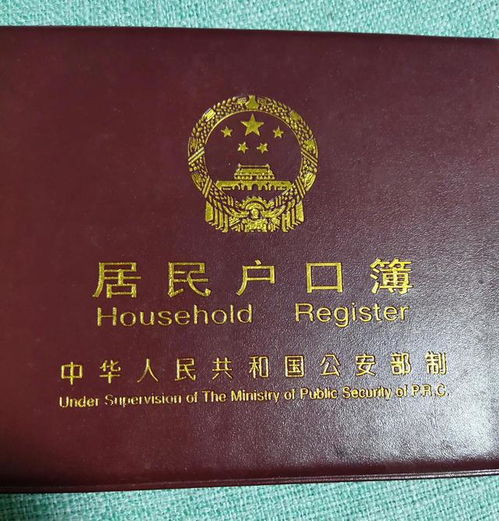 居民户口簿
Household Register
中华人民共和国公安部制
Under Supervision of The Ministry of Public Security of P.R.C.